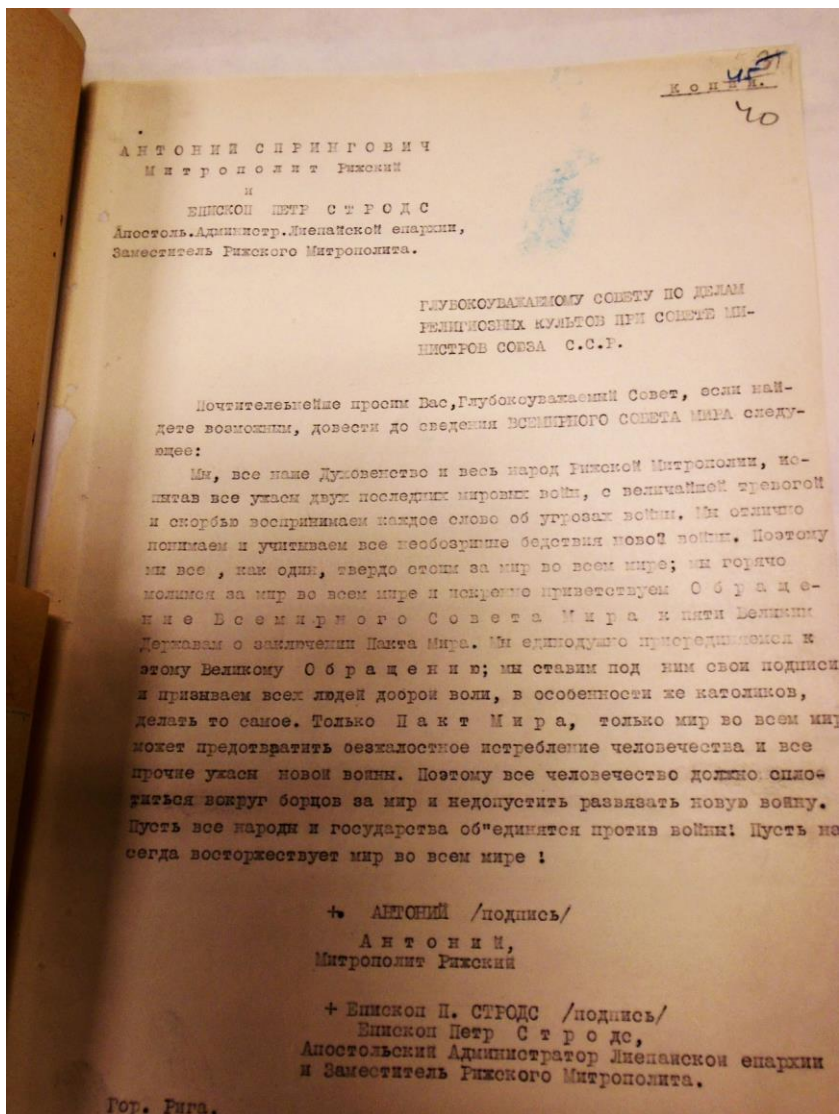 Копия.
40
АНТОНИЙ СПРИНГОВИЧ
Митрополит Рижский
и
ЕПИСКОП ПЕТР СТРОДС
Апостоль.Администр.Лиепайской епархии,
Заместитель Рижского Митрополита.
ГЛУБОКОУВАЖАЕМОМУ СОВЕТУ ПО ДЕЛАМ
РЕЛИГИОЗНЫХ КУЛЬТОВ ПРИ СОВЕТЕ МИ-
НИСТРОВ СОЮЗА С.С.Р.
Почтителеьнейше просим Вас,Глубокоуважаемый Совет, если най-
дете возможным, довести до сведения ВСЕМИРНОГО СОВЕТА МИРА следу-
ющее:
Мы, все наше Духовенство и весь народ Рижской Митрополии, ис-
пытав все ужасы двух последних мировых войн, с величайшей тревогой
и скорбью воспринимаем каждое слово об угрозах войны. Мы отлично
понимаем и учитываем все необозримые бедствия новой войны. Поэтому
мы все , как один, твердо стоим за мир во всем мире; мы горячо
молимся за мир во всем мире и искренно приветствуем Обраще-
ние Всемирного Совета Мира к пяти Великим
Державам о заключении Пакта Мира. Мы единодушно присоединяемся к
этому Великому Обращению; мы ставим под ним свои подписи
и призываем всех людей доброй воли, в особенности же католиков,
делать то самое. Только Пакт Мира, только мир во всем мир
может предотвратить безжалостное истребление человечества и все
прочие ужасы новой войны. Поэтому все человечество должно спло-
титься вокруг борцов за мир и недопустить развязать новую войну.
Пусть все народы и государства об"единятся против войны! Пусть на
сегда восторжествует мир во всем мире !
+. АНТОНИЙ /подпись/
Антоний,
Митрополит Рижский
+ Епископ П. СТРОДС /подпись/
Епископ Петр Стродс,
Апостольский Администратор Лиепайской епархии
и Заместитель Рижского Митрополита.
Гор. Рига.